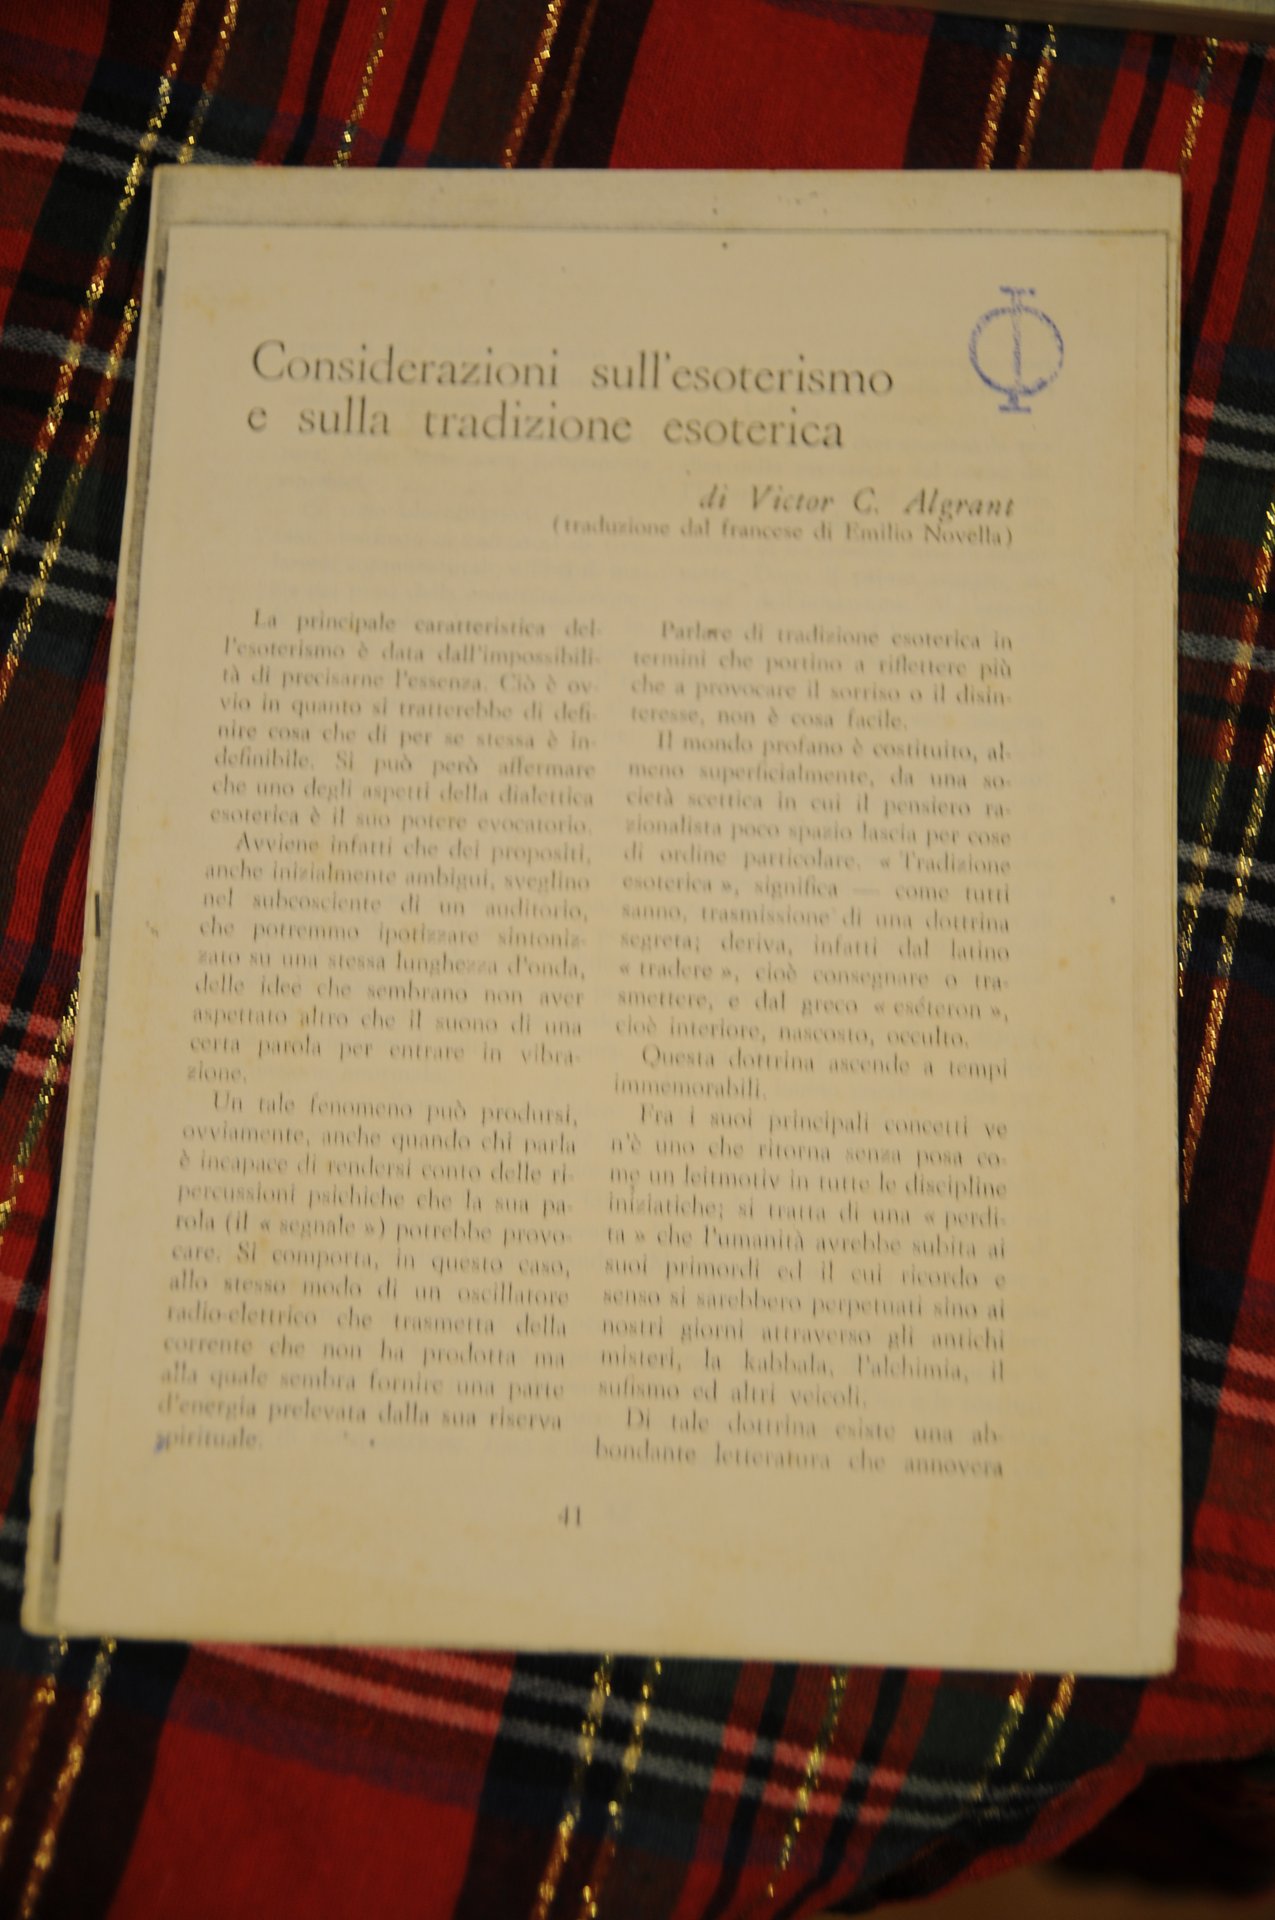 Considerazioni sull'esoterismo
e sulla tradizione esoterica
di Victor C. Algrant
(traduzione dal francese di Emilio Novella)
La principale caratteristica del-
l'esoterismo è data dall'impossibili-
tà di precisarne l'essenza. Ciò è ov-
vio in quanto si tratterebbe di defi-
nire cosa che di per se stessa è in-
definibile. Si può però affermare
che uno degli aspetti della dialettica
esoterica è il suo potere evocatorio.
Avviene infatti che dei propositi,
anche inizialmente ambigui, sveglino
nel subcosciente di un auditorio,
che potremmo ipotizzare sintoniz-
zato su una stessa lunghezza d'onda,
delle idee che sembrano non aver
aspettato altro che il suono di una
certa parola per entrare in vibra-
zione.
Un tale fenomeno può prodursi,
ovviamente, anche quando chi parla
è incapace di rendersi conto delle ri-
percussioni psichiche che la sua pa-
rola (il « segnale ») potrebbe provo-
care. Si comporta, in questo caso,
allo stesso modo di un oscillatore
radio-elettrico che trasmetta della
corrente che non ha prodotta ma
alla quale sembra fornire una parte
d'energia prelevata dalla sua riserva
spirituale.
Parlare di tradizione esoterica in
termini che portino a riflettere più
che a provocare il sorriso o il disin-
teresse, non è cosa facile.
Il mondo profano è costituito, al-
meno superficialmente, da una so-
cietà scettica in cui il pensiero ra-
zionalista poco spazio lascia per cose
di ordine particolare. « Tradizione
esoterica », significa — come tutti
sanno, trasmissione di una dottrina
segreta; deriva, infatti dal latino
« tradere », cioè consegnare o tra-
smettere, e dal greco « eséteron »,
cioè interiore, nascosto, occulto.
Questa dottrina ascende a tempi
immemorabili.
Fra i suoi principali concetti ve
n'è uno che ritorna senza posa co-
me un leitmotiv in tutte le discipline
iniziatiche; si tratta di una « perdi-
ta » che l'umanità avrebbe subita ai
suoi primordi ed il cui ricordo e
senso si sarebbero perpetuati sino ai
nostri giorni attraverso gli antichi
misteri, la kabbala, l'alchimia, il
sufismo ed altri veicoli.
Di tale dottrina esiste una ab-
bondante letteratura che annovera
41